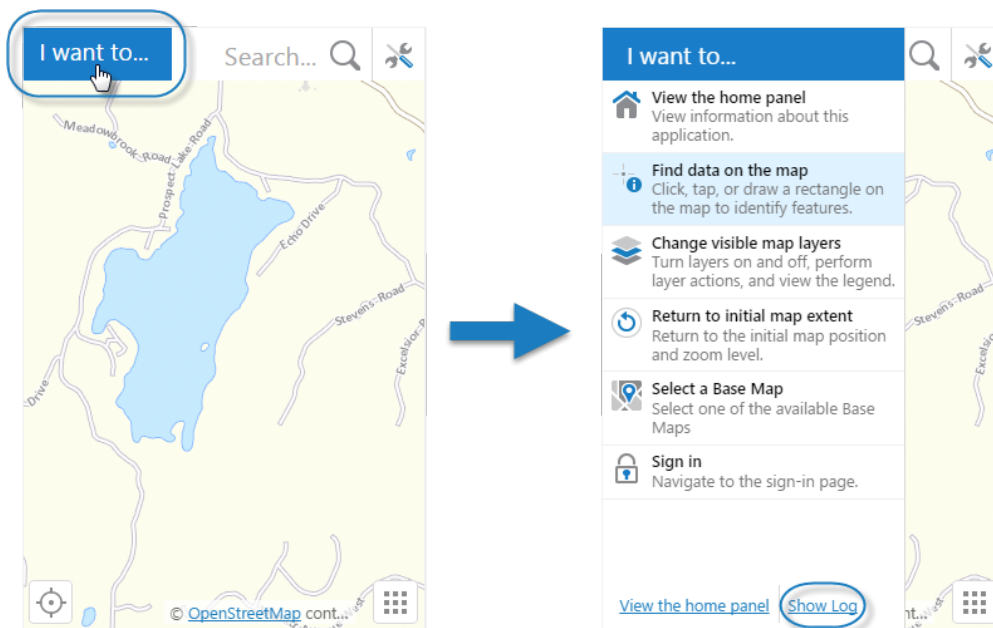 I want to...
Search...
Meadowbrook Road
Prospect Lake Road
Echo Drive
Stevens Road
Drive
© OpenStreetMap cont...
I want to...
View the home panel
View information about this
application.
Find data on the map
Click, tap, or draw a rectangle on
the map to identify features.
Change visible map layers
Turn layers on and off, perform
layer actions, and view the legend.
Return to initial map extent
Return to the initial map position
and zoom level.
Select a Base Map
Select one of the available Base
Maps
Sign in
Navigate to the sign-in page.
Stevens Road
View the home panel
Show Log